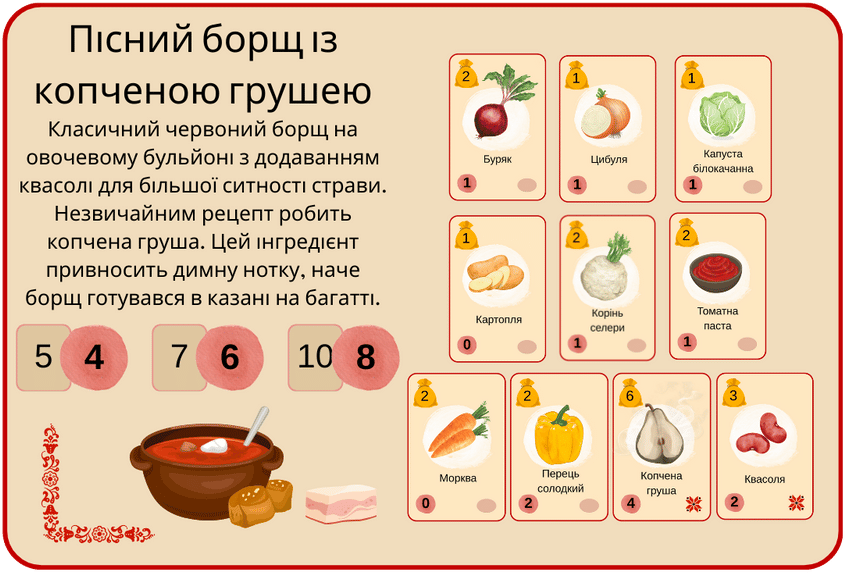 Пісний борщ із
копченою грушею
Класичний червоний борщ на
овочевому бульйоні з додаванням
квасолі для більшої ситності страви.
Незвичайним рецепт робить
копчена груша. Цей інгредієнт
привносить димну нотку, наче
борщ готувався в казані на багатті.
5 4 7 6 10 8
2
Буряк
1
1
Цибуля
1
1
Капуста
білокачанна
1
1
Картопля
0
2
Корінь
селери
1
2
Томатна
паста
1
2
Морква
0
2
Перець
солодкий
2
6
Копчена
груша
4
3
Квасоля
2